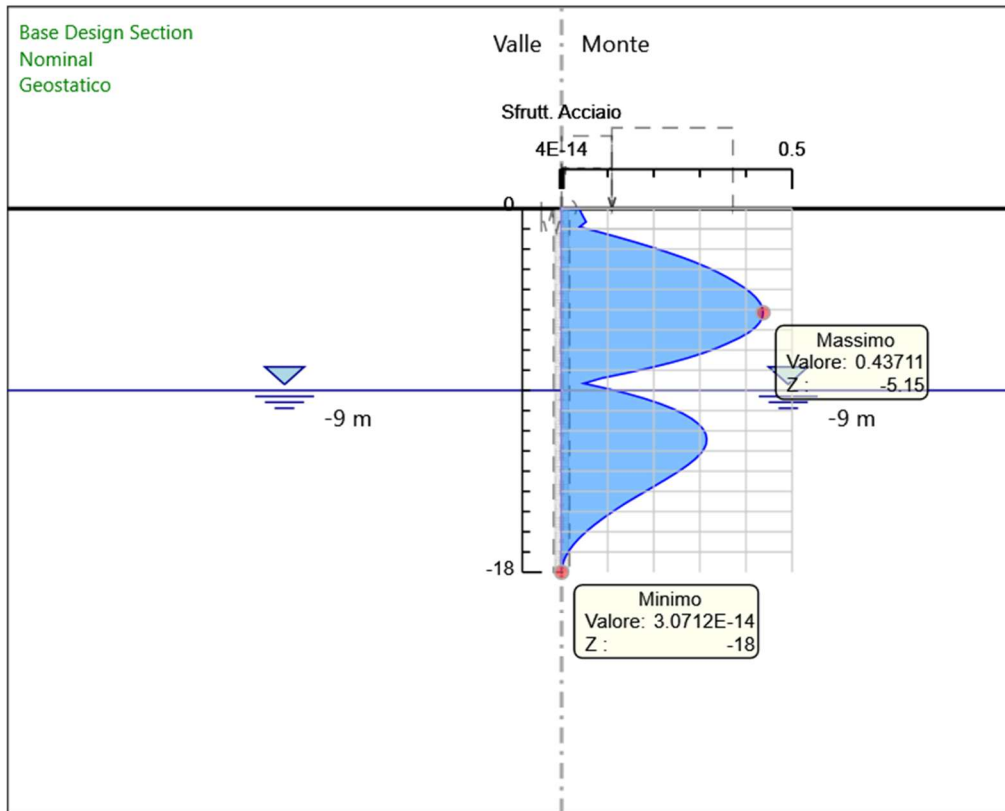 Base Design Section
Nominal
Geostatico
Valle Monte
Sfrutt. Acciaio
4E-14 0.5
0
Massimo
Valore: 0.43711
Z : -5.15
-9 m -9 m
-18
Minimo
Valore: 3.0712E-14
Z : -18